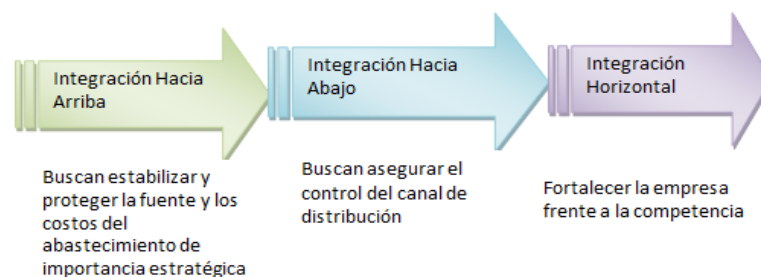 Integración Hacia
Arriba
Buscan estabilizar y
proteger la fuente y los
costos del
abastecimiento de
importancia estratégica
Integración Hacia
Abajo
Buscan asegurar el
control del canal de
distribución
Integración
Horizontal
Fortalecer la empresa
frente a la competencia